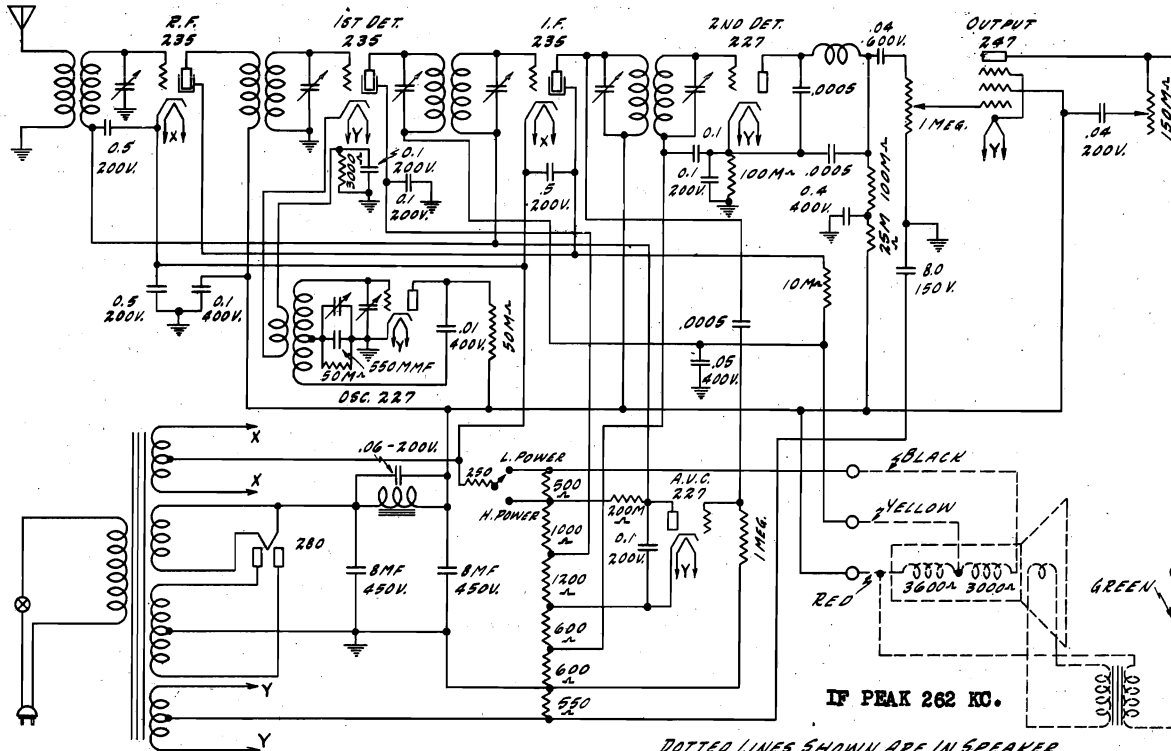 R.F.
235
1ST DET.
235
I.F.
235
2ND DET.
227
OUTPUT
247
.04
600V.
.0005
1 MEG.
150MΩ
.04
200V.
0.5
200V.
X
Y
300Ω
0.1
200V.
0.1
200V.
X
.5
200V.
0.1
200V.
0.1
Y
100MΩ
.0005
0.4
400V.
100MΩ
25MΩ
Y
8.0
150V.
0.5
200V.
0.1
400V.
50MΩ
550MMF
Y
.01
400V.
50MΩ
OSC. 227
10MΩ
.0005
.05
400V.
X
X
.06-200V.
250
L. POWER
H. POWER
500
Ω
1000
Ω
1200
Ω
600
Ω
600
Ω
550
Ω
200M
Ω
0.1
200V.
A.V.C.
227
Y
1 MEG.
280
8MF
450V.
8MF
450V.
Y
Y
BLACK
YELLOW
RED
3600Ω
3000Ω
GREEN
IF PEAK 262 KC.
DOTTED LINES SHOWN ARE IN SPEAKER